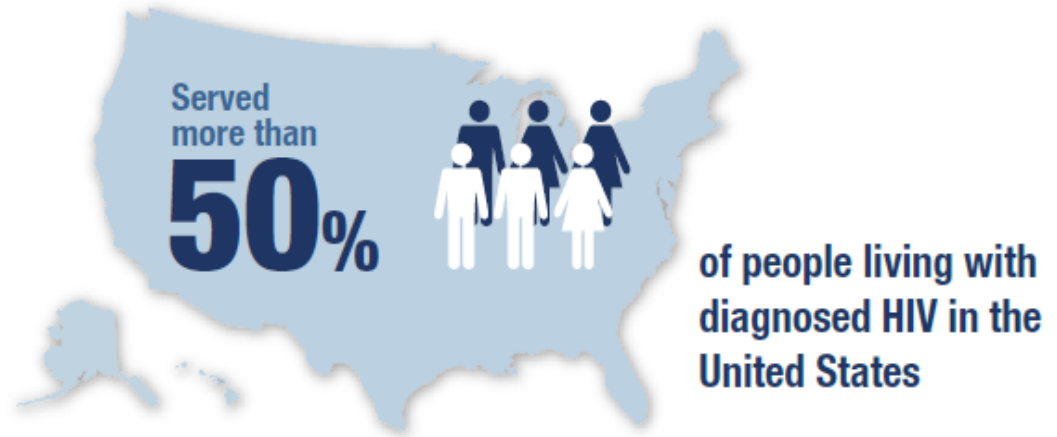 Served
more than
50%
of people living with
diagnosed HIV in the
United States